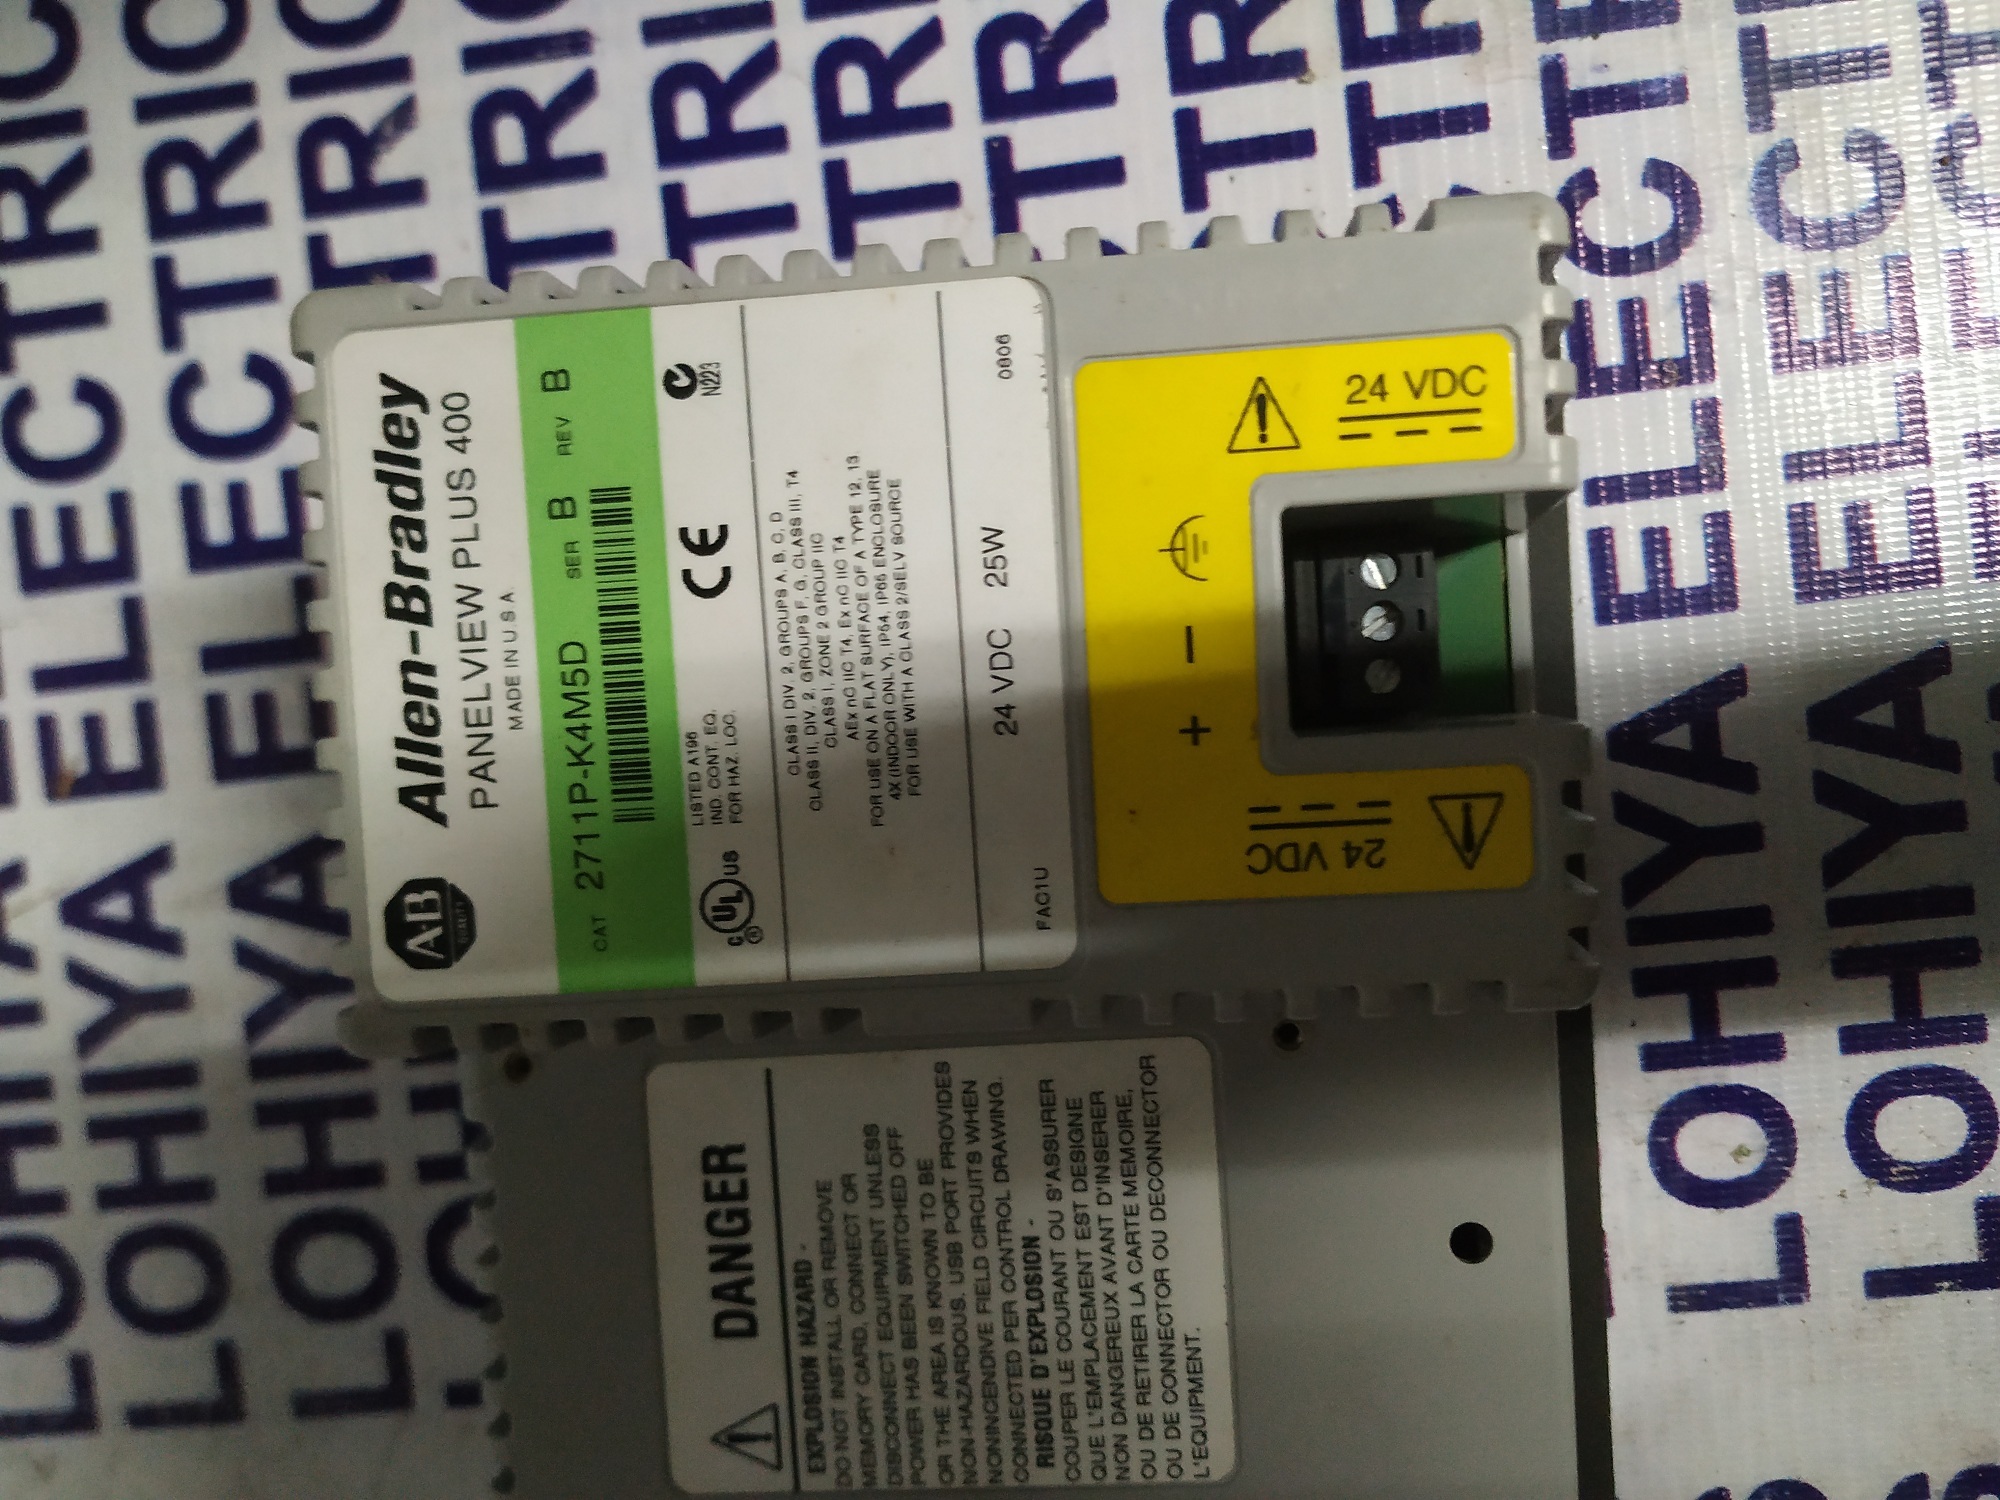 A-B
QUALITY
Allen-Bradley
PANELVIEW PLUS 400
MADE IN U S A
CAT 2711P-K4M5D SER B REV B
C UL US
®
LISTED A196
IND. CONT. EQ.
FOR HAZ. LOC.
CE
N223
CLASS I DIV. 2, GROUPS A, B, C, D
CLASS II, DIV. 2, GROUPS F, G, CLASS III, T4
CLASS I, ZONE 2 GROUP IIC
AEx nC IIC T4, Ex nC IIC T4
FOR USE ON A FLAT SURFACE OF A TYPE 12, 13
4X (INDOOR ONLY), IP54, IP65 ENCLOSURE
FOR USE WITH A CLASS 2/SELV SOURCE
24 VDC 25W
FAC1U 0806
+ -
24 VDC
24 VDC
DANGER
EXPLOSION HAZARD -
DO NOT INSTALL OR REMOVE
MEMORY CARD, CONNECT OR
DISCONNECT EQUIPMENT UNLESS
POWER HAS BEEN SWITCHED OFF
OR THE AREA IS KNOWN TO BE
NON-HAZARDOUS. USB PORT PROVIDES
NONINCENDIVE FIELD CIRCUITS WHEN
CONNECTED PER CONTROL DRAWING.
RISQUE D'EXPLOSION -
COUPER LE COURANT OU S'ASSURER
QUE L'EMPLACEMENT EST DESIGNE
NON DANGEREUX AVANT D'INSERER
OU DE RETIRER LA CARTE MEMOIRE,
OU DE CONNECTOR OU DECONNECTOR
L'EQUIPMENT.
LOHIYA ELECTRIC
LOHIYA ELECTRIC
LOHIYA ELECTRIC
LOHIYA ELECTR
LOHIYA ELECT